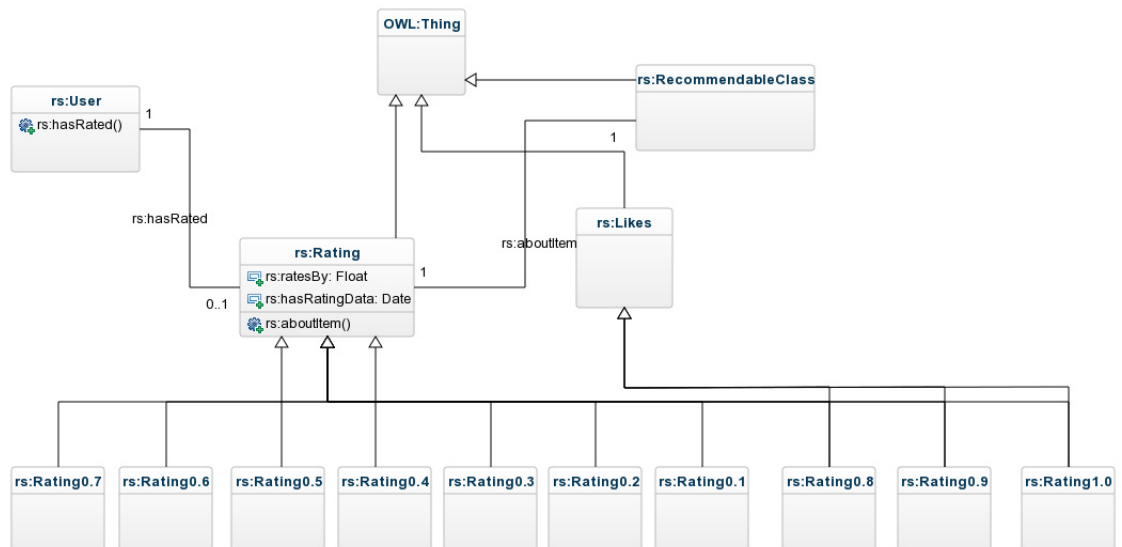 OWL:Thing
rs:RecommendableClass
rs:User
rs:hasRated()
1
1
rs:hasRated
rs:Likes
rs:aboutItem
rs:Rating
rs:ratesBy: Float
rs:hasRatingData: Date
rs:aboutItem()
1
0..1
rs:Rating0.7
rs:Rating0.6
rs:Rating0.5
rs:Rating0.4
rs:Rating0.3
rs:Rating0.2
rs:Rating0.1
rs:Rating0.8
rs:Rating0.9
rs:Rating1.0